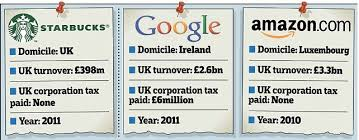 STARBUCKS
Domicile: UK
UK turnover: £398m
UK corporation tax
paid: None
Year: 2011
Google
Domicile: Ireland
UK turnover: £2.6bn
UK corporation tax
paid: £6million
Year: 2011
amazon.com
Domicile: Luxembourg
UK turnover: £3.3bn
UK corporation tax
paid: None
Year: 2010